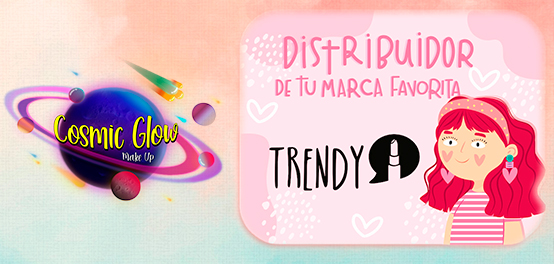 Cosmic Glow
Make Up
DISTRIBUIDOR
DE TU MARCA FAVORITA
TRENDY